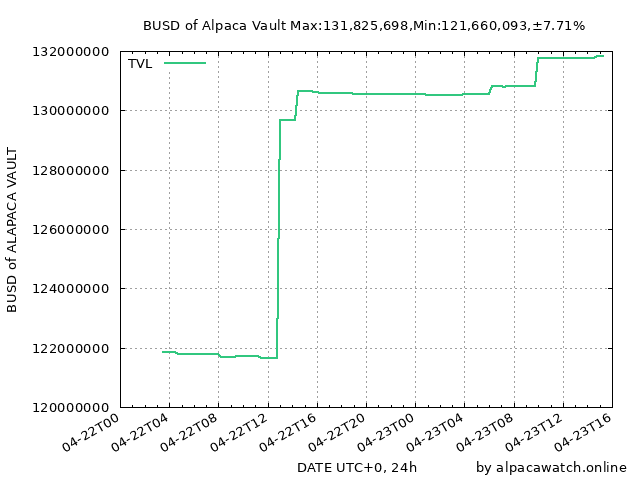 BUSD of Alpaca Vault Max:131,825,698,Min:121,660,093,±7.71%
TVL
BUSD of ALAPACA VAULT
132000000
130000000
128000000
126000000
124000000
122000000
120000000
04-22T00
04-22T04
04-22T08
04-22T12
04-22T16
04-22T20
04-23T00
04-23T04
04-23T08
04-23T12
04-23T16
DATE UTC+0, 24h
by alpacawatch.online